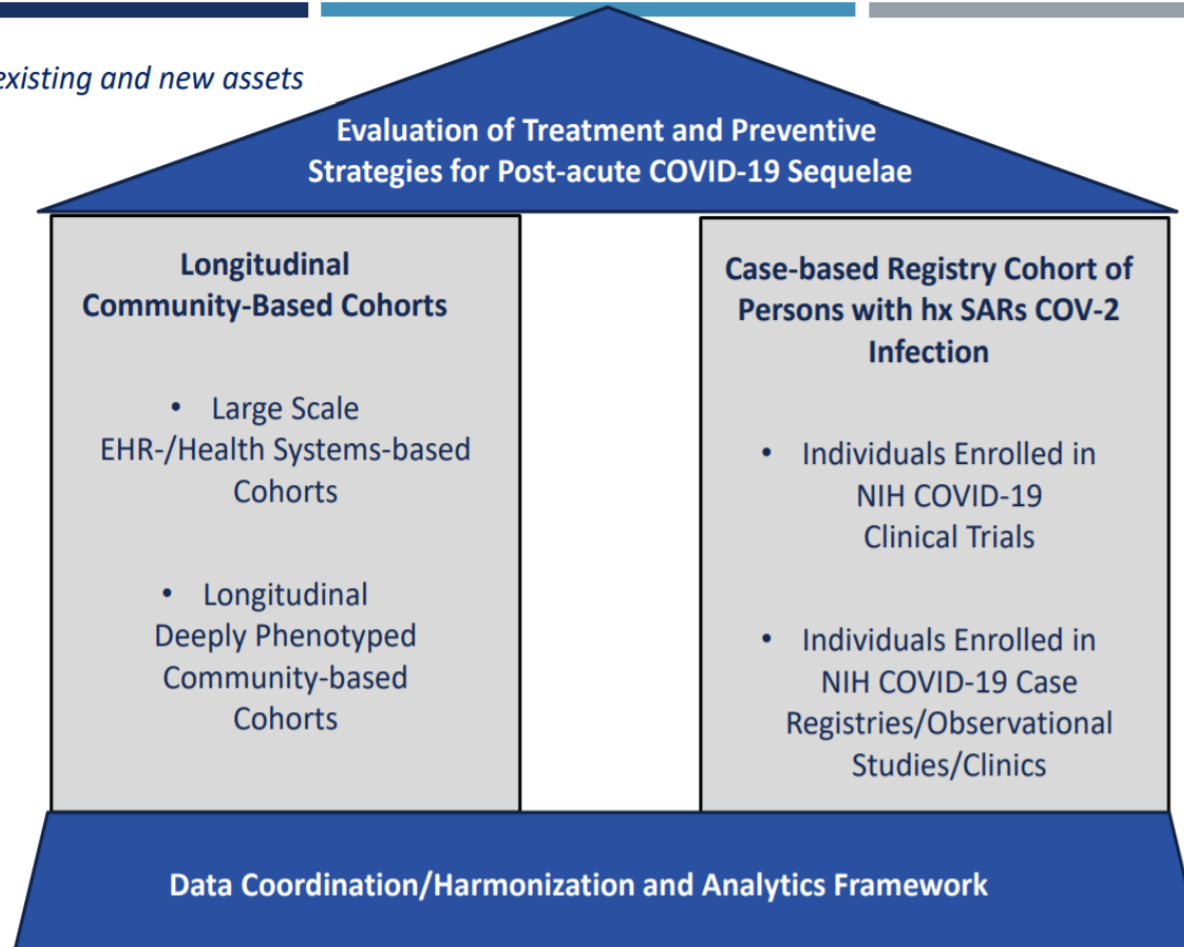 existing and new assets
Evaluation of Treatment and Preventive
Strategies for Post-acute COVID-19 Sequelae
Longitudinal
Community-Based Cohorts
• Large Scale
EHR-/Health Systems-based
Cohorts
• Longitudinal
Deeply Phenotyped
Community-based
Cohorts
Case-based Registry Cohort of
Persons with hx SARs COV-2
Infection
• Individuals Enrolled in
NIH COVID-19
Clinical Trials
• Individuals Enrolled in
NIH COVID-19 Case
Registries/Observational
Studies/Clinics
Data Coordination/Harmonization and Analytics Framework